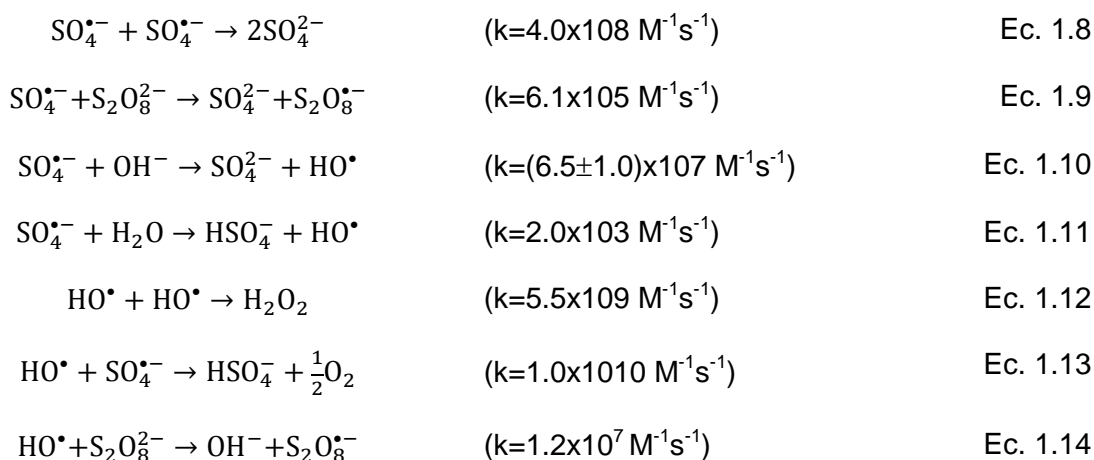 SO₄•⁻ + SO₄•⁻ → 2SO₄²⁻ (k=4.0x108 M⁻¹s⁻¹) Ec. 1.8
SO₄•⁻+S₂O₈²⁻ → SO₄²⁻+S₂O₈•⁻ (k=6.1x105 M⁻¹s⁻¹) Ec. 1.9
SO₄•⁻ + OH⁻ → SO₄²⁻ + HO• (k=(6.5±1.0)x107 M⁻¹s⁻¹) Ec. 1.10
SO₄•⁻ + H₂O → HSO₄⁻ + HO• (k=2.0x103 M⁻¹s⁻¹) Ec. 1.11
HO• + HO• → H₂O₂ (k=5.5x109 M⁻¹s⁻¹) Ec. 1.12
HO• + SO₄•⁻ → HSO₄⁻ + ½O₂ (k=1.0x1010 M⁻¹s⁻¹) Ec. 1.13
HO•+S₂O₈²⁻ → OH⁻+S₂O₈•⁻ (k=1.2x10⁷ M⁻¹s⁻¹) Ec. 1.14